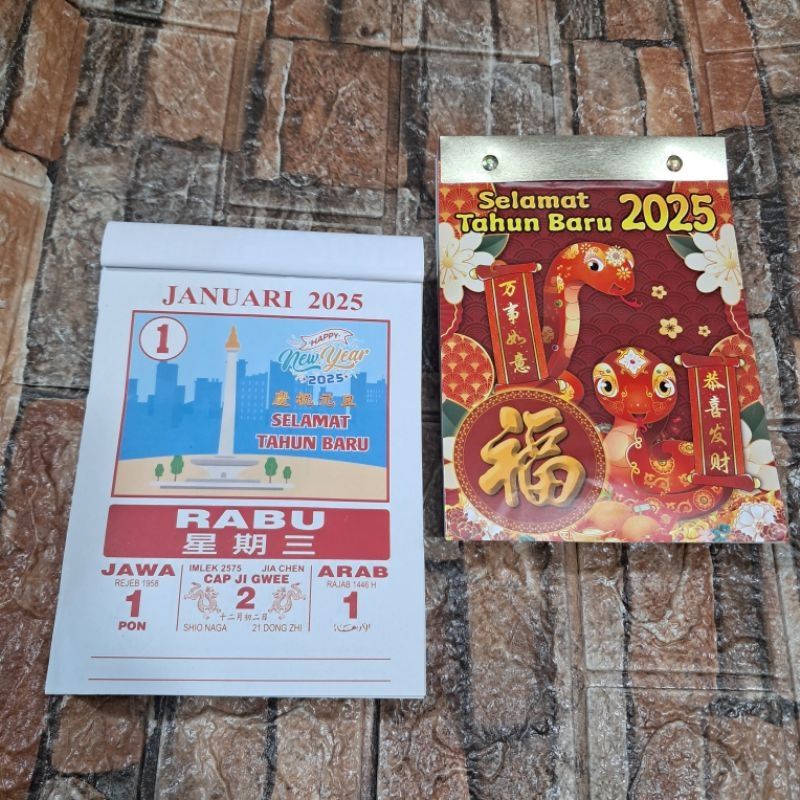 JANUARI 2025
1
HAPPY
New Year
2025
慶祝元旦
SELAMAT
TAHUN BARU
RABU
星期三
JAWA
REJEB 1958
1
PON
IMLEK 2575 JIA CHEN
CAP JI GWEE
2
十二月初二日
SHIO NAGA 21 DONG ZHI
ARAB
RAJAB 1446 H
1
Selamat
Tahun Baru 2025
万事如意
恭喜发财
福